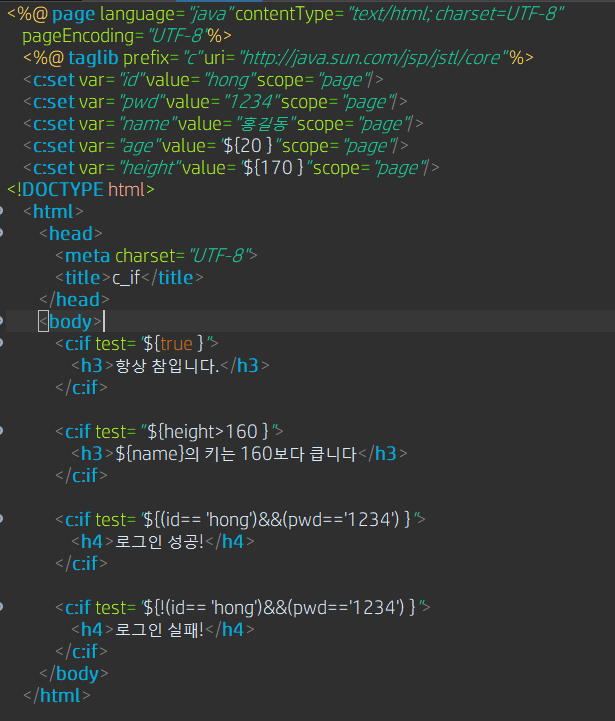 <%@ page language="java" contentType="text/html; charset=UTF-8"
pageEncoding="UTF-8"%>
<%@ taglib prefix="c" uri="http://java.sun.com/jsp/jstl/core" %>
<c:set var="id" value="hong" scope="page"/>
<c:set var="pwd" value="1234" scope="page"/>
<c:set var="name" value="홍길동" scope="page"/>
<c:set var="age" value="${20 }" scope="page"/>
<c:set var="height" value="${170 }" scope="page"/>
<!DOCTYPE html>
<html>
<head>
<meta charset="UTF-8">
<title>c_if</title>
</head>
<body>
<c:if test="${true }">
<h3>항상 참입니다.</h3>
</c:if>
<c:if test="${height>160 }">
<h3>${name}의 키는 160보다 큽니다</h3>
</c:if>
<c:if test="${(id== 'hong')&&(pwd=='1234') }">
<h4>로그인 성공!</h4>
</c:if>
<c:if test="${!(id== 'hong')&&(pwd=='1234') }">
<h4>로그인 실패!</h4>
</c:if>
</body>
</html>